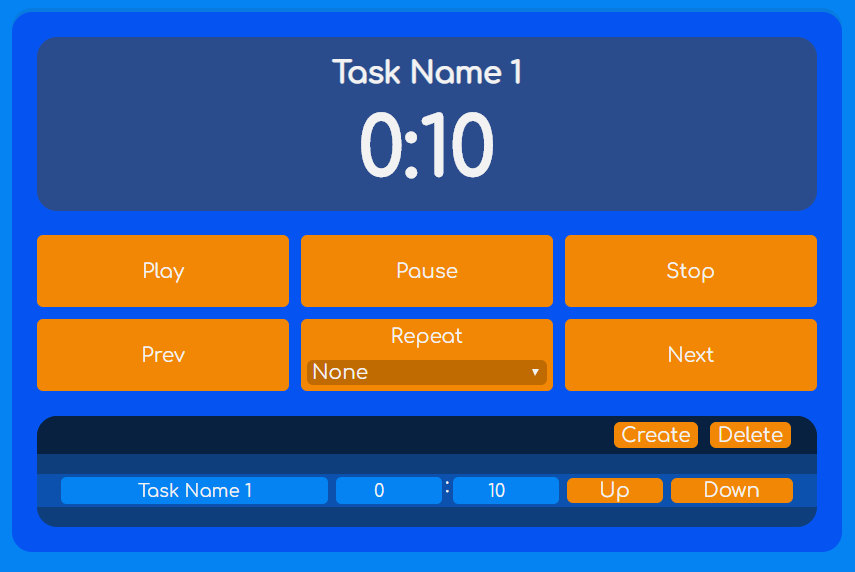 Task Name 1
0:10
Play Pause Stop
Prev Repeat Next
None
Create Delete
Task Name 1 0 : 10 Up Down